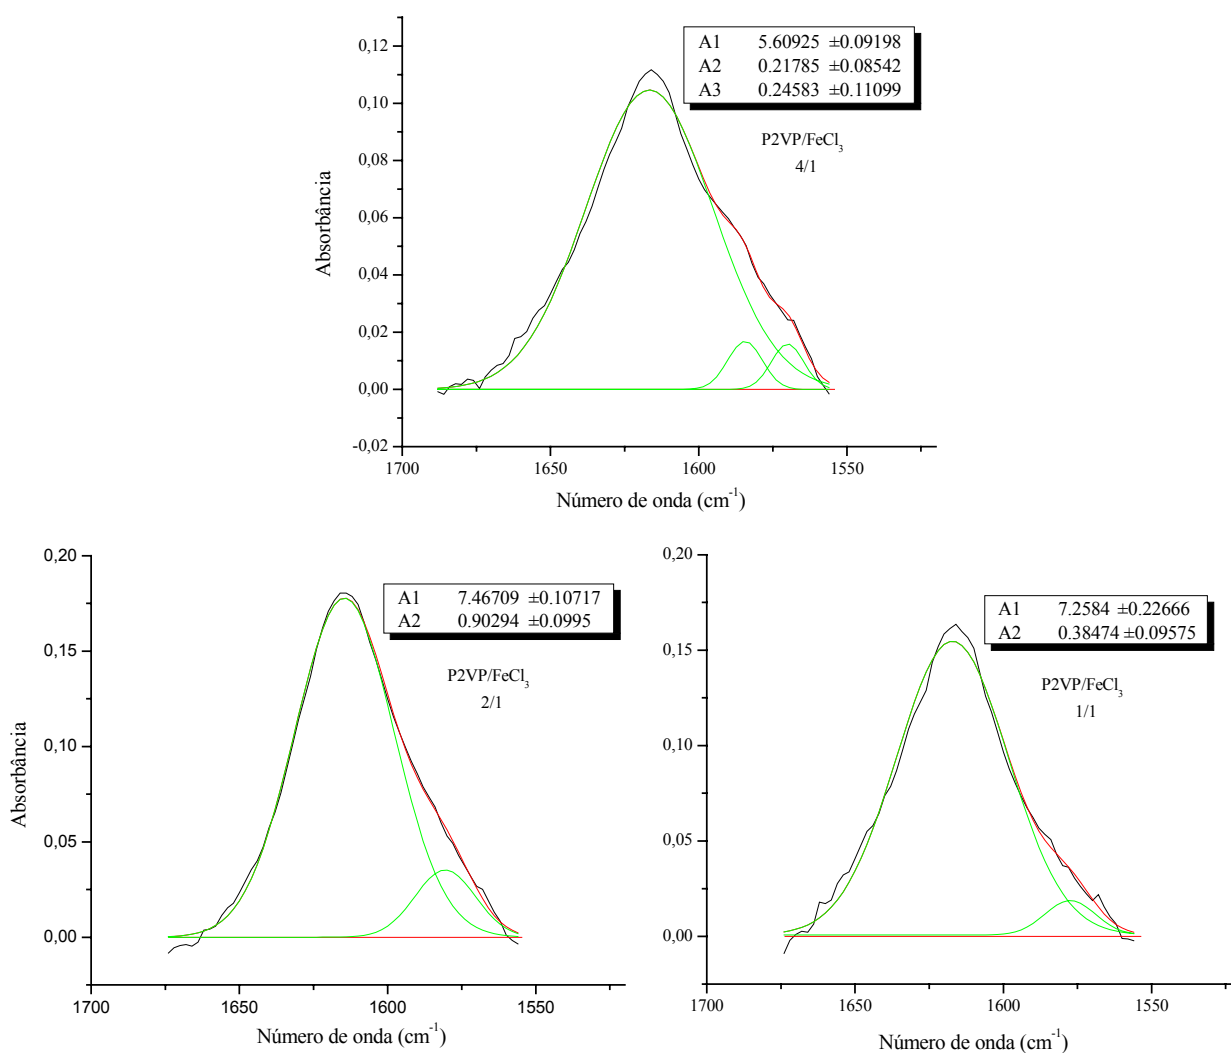 0,12
0,10
0,08
0,06
0,04
0,02
0,00
-0,02
Absorbância
A1 5.60925 ±0.09198
A2 0.21785 ±0.08542
A3 0.24583 ±0.11099
P2VP/FeCl₃
4/1
1700 1650 1600 1550
Número de onda (cm⁻¹)
0,20
0,15
0,10
0,05
0,00
Absorbância
A1 7.46709 ±0.10717
A2 0.90294 ±0.0995
P2VP/FeCl₃
2/1
1700 1650 1600 1550
Número de onda (cm⁻¹)
0,20
0,15
0,10
0,05
0,00
A1 7.2584 ±0.22666
A2 0.38474 ±0.09575
P2VP/FeCl₃
1/1
1700 1650 1600 1550
Número de onda (cm⁻¹)